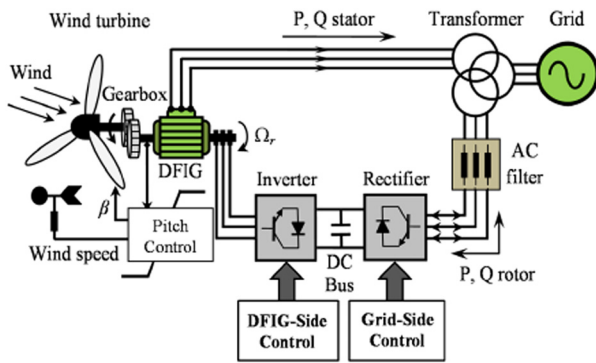 Wind turbine
P, Q stator
Transformer
Grid
Wind
Gearbox
Ωr
DFIG
AC
filter
Inverter
Rectifier
β
Pitch
Control
Wind speed
DC
Bus
P, Q rotor
DFIG-Side
Control
Grid-Side
Control